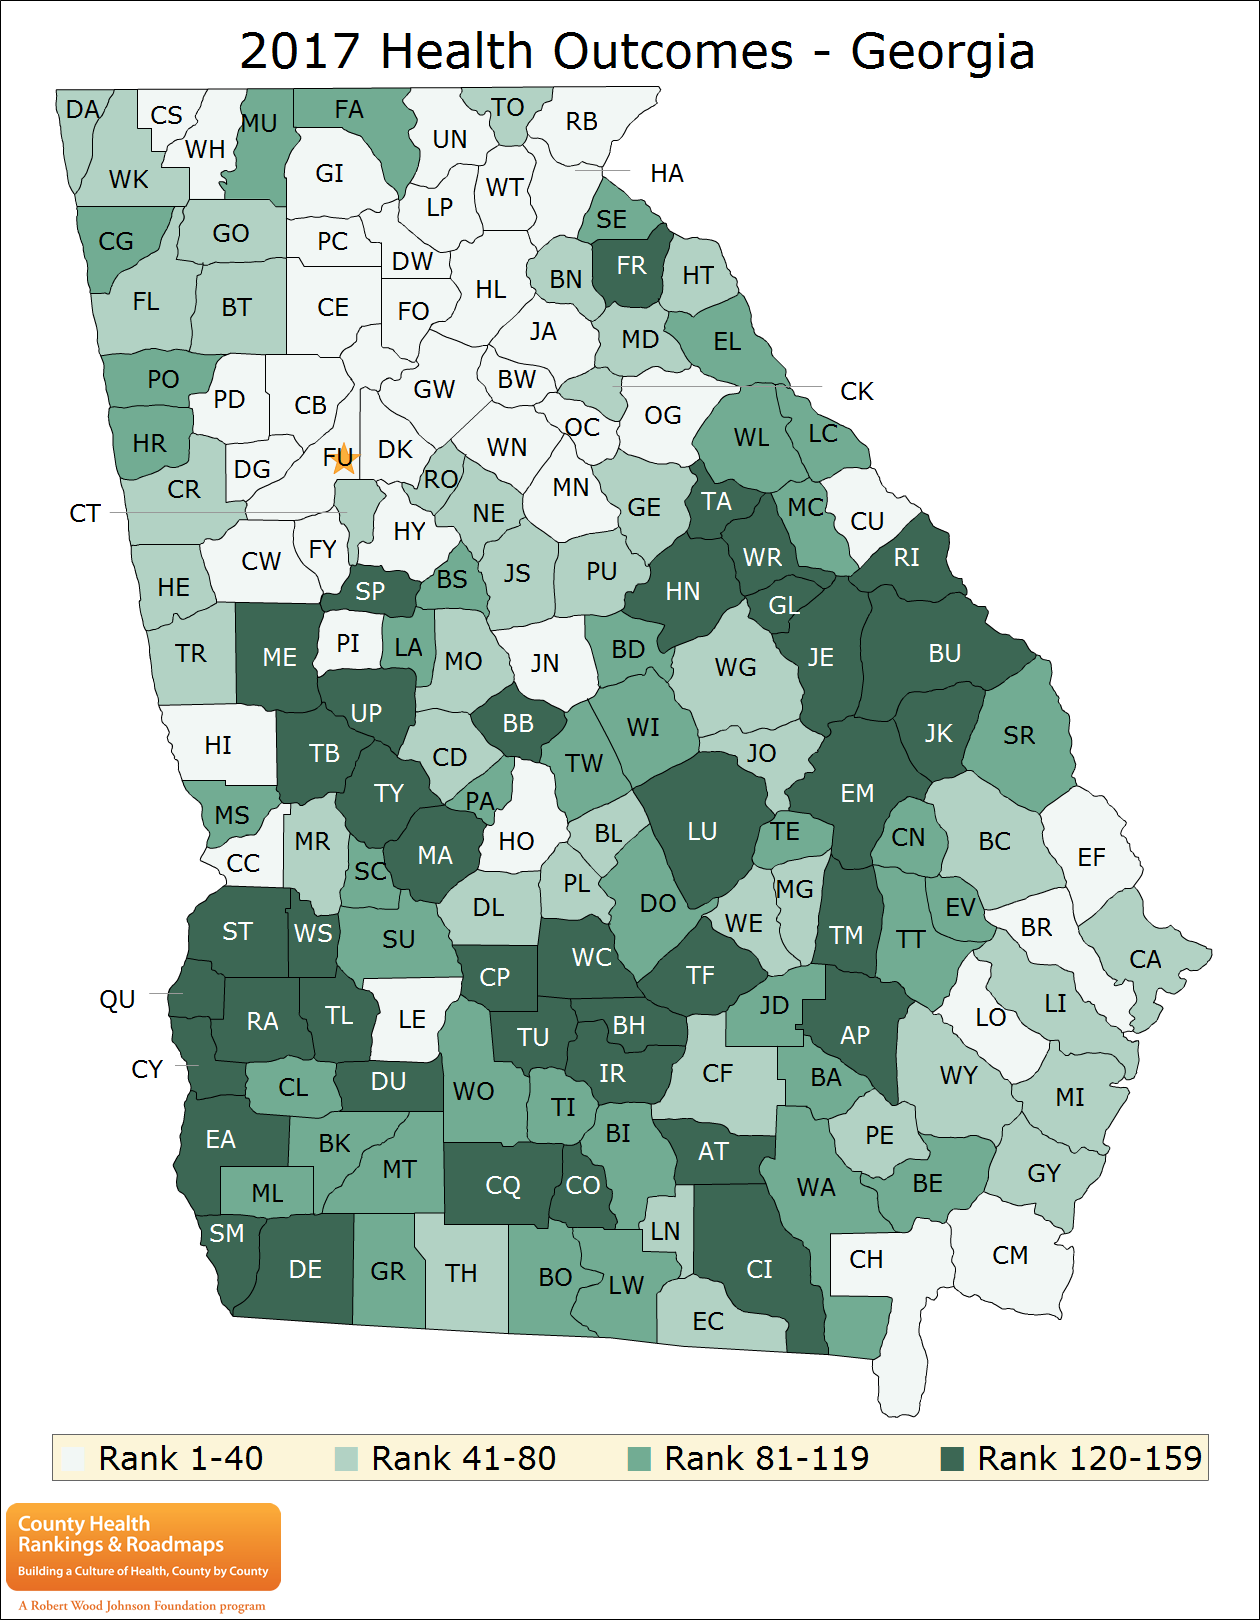 2017 Health Outcomes - Georgia
DA CS MU FA TO RB
WH UN
WK GI WT HA
LP SE
CG GO PC DW FR HT
BN
FL BT CE FO HL
JA MD EL
PO PD CB GW BW CK
OG
HR FU DK WN OC WL LC
DG
CR RO MN
CT NE GE TA MC CU
HY
CW FY WR RI
HE SP BS JS PU HN GL
TR ME PI LA MO JN BD WG JE BU
HI UP BB WI JK SR
TB CD TW JO
TY PA EM
MS MR HO BL LU TE CN BC EF
CC SC MA
PL MG
ST WS SU DL DO WE TM TT EV BR
CA
QU CP WC TF
RA TL LE JD LI
TU BH AP LO
CY CL DU WO IR CF BA WY MI
TI
EA BK BI AT PE
MT
ML CQ CO WA BE GY
SM LN
DE GR TH BO LW CI CH CM
EC
Rank 1-40 Rank 41-80 Rank 81-119 Rank 120-159
County Health
Rankings & Roadmaps
Building a Culture of Health, County by County
A Robert Wood Johnson Foundation program